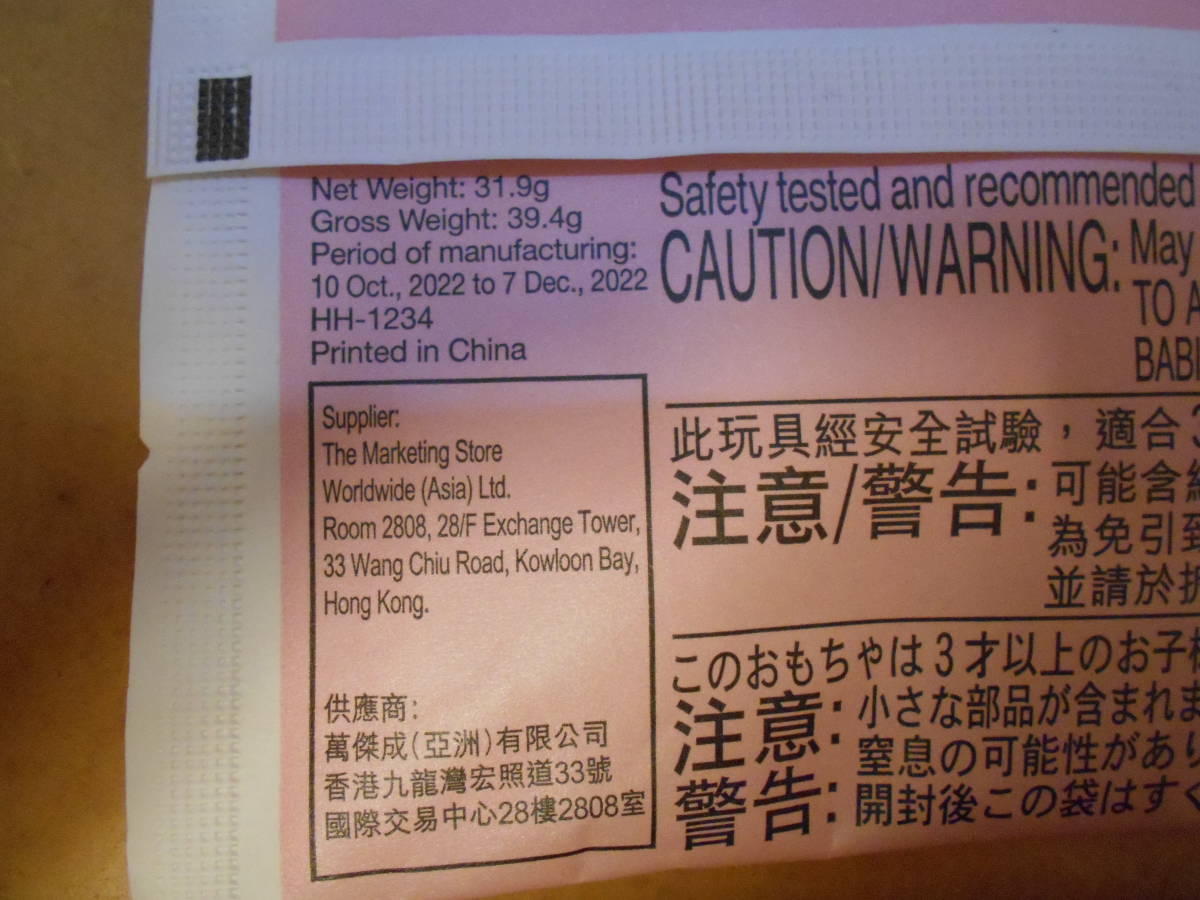 Net Weight: 31.9g
Gross Weight: 39.4g
Period of manufacturing:
10 Oct., 2022 to 7 Dec., 2022
HH-1234
Printed in China
Supplier:
The Marketing Store
Worldwide (Asia) Ltd.
Room 2808, 28/F Exchange Tower,
33 Wang Chiu Road, Kowloon Bay,
Hong Kong.
供應商:
萬傑成(亞洲)有限公司
香港九龍灣宏照道33號
國際交易中心28樓2808室
Safety tested and recommended
CAUTION/WARNING: May
TO A
BABI
此玩具經安全試驗，適合3
注意/警告: 可能含
為免引到
並請於拆
このおもちゃは3才以上のお子様
注意: 小さな部品が含まれま
警告: 窒息の可能性があり
開封後この袋はすぐ